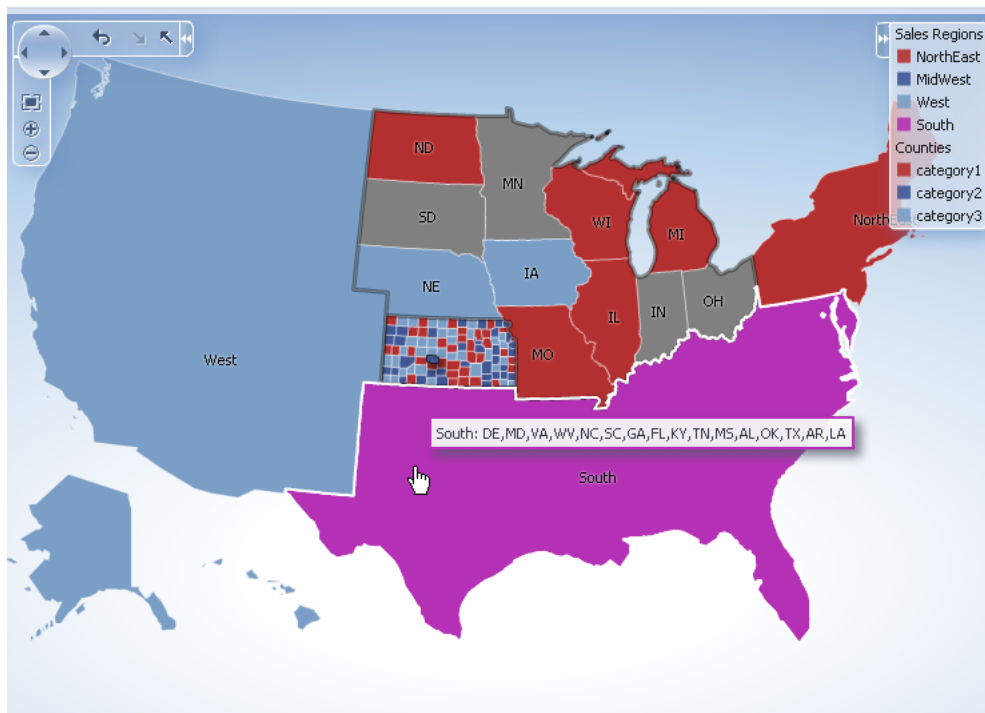 Sales Regions
NorthEast
MidWest
West
South
Counties
category1
category2
category3
ND
MN
SD
WI
MI
NorthEast
IA
NE
OH
IN
IL
MO
West
South: DE,MD,VA,WV,NC,SC,GA,FL,KY,TN,MS,AL,OK,TX,AR,LA
South